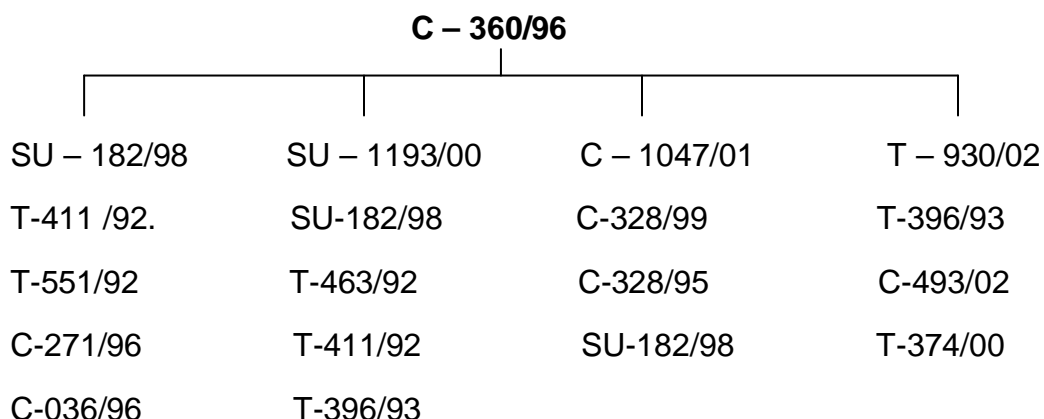 C – 360/96
SU – 182/98 SU – 1193/00 C – 1047/01 T – 930/02
T-411 /92. SU-182/98 C-328/99 T-396/93
T-551/92 T-463/92 C-328/95 C-493/02
C-271/96 T-411/92 SU-182/98 T-374/00
C-036/96 T-396/93